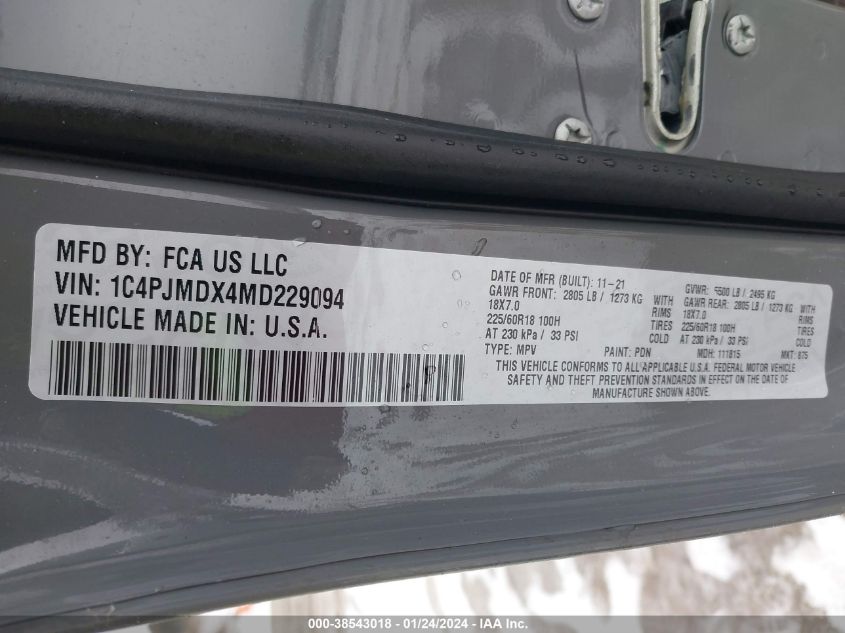 MFD BY: FCA US LLC
VIN: 1C4PJMDX4MD229094
VEHICLE MADE IN: U.S.A.
DATE OF MFR (BUILT): 11-21 GVWR: 5500 LB / 2495 KG
GAWR FRONT: 2805 LB / 1273 KG WITH GAWR REAR: 2805 LB / 1273 KG WITH
18X7.0 RIMS 18X7.0 RIMS
225/60R18 100H TIRES 225/60R18 100H TIRES
AT 230 kPa / 33 PSI COLD AT 230 kPa / 33 PSI COLD
TYPE: MPV PAINT: PDN MDH: 111815 MKT: 875
THIS VEHICLE CONFORMS TO ALL APPLICABLE U.S.A. FEDERAL MOTOR VEHICLE
SAFETY AND THEFT PREVENTION STANDARDS IN EFFECT ON THE DATE OF
MANUFACTURE SHOWN ABOVE.
000-38543018 - 01/24/2024 - IAA Inc.